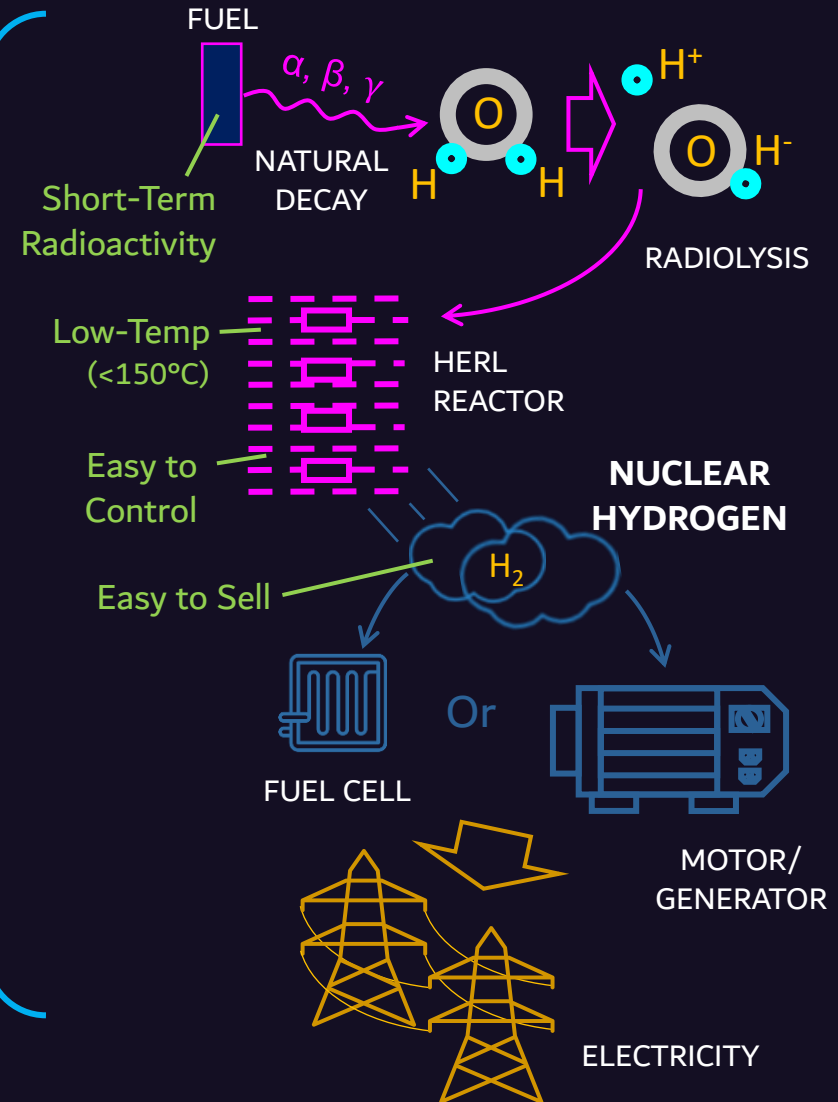 FUEL
α, β, γ
NATURAL
DECAY
O
H
H
H⁺
O
H⁻
RADIOLYSIS
Short-Term
Radioactivity
Low-Temp
(<150°C)
HERL
REACTOR
Easy to
Control
NUCLEAR
HYDROGEN
H₂
Easy to Sell
Or
FUEL CELL
MOTOR/
GENERATOR
ELECTRICITY